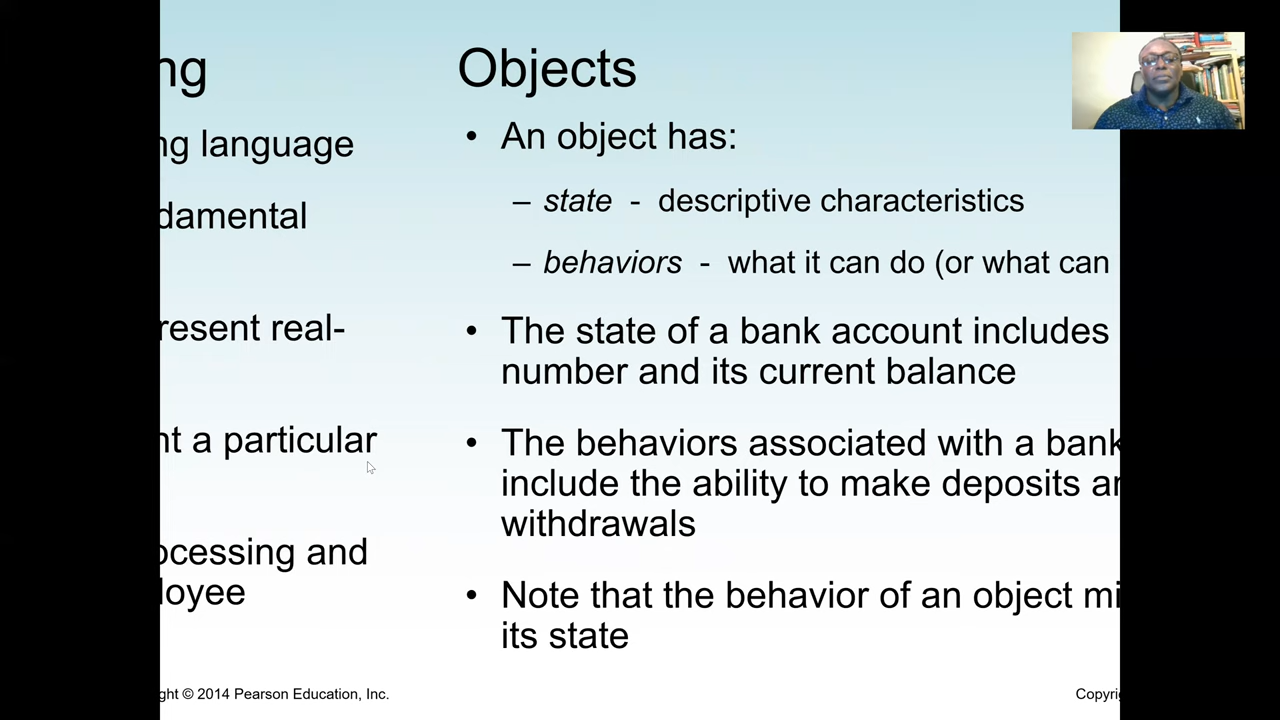 ng
ng language
damental
resent real-
nt a particular
ocessing and
loyee
ght © 2014 Pearson Education, Inc.
Objects
• An object has:
– state - descriptive characteristics
– behaviors - what it can do (or what can
• The state of a bank account includes
number and its current balance
• The behaviors associated with a bank
include the ability to make deposits an
withdrawals
• Note that the behavior of an object mi
its state
Copyri